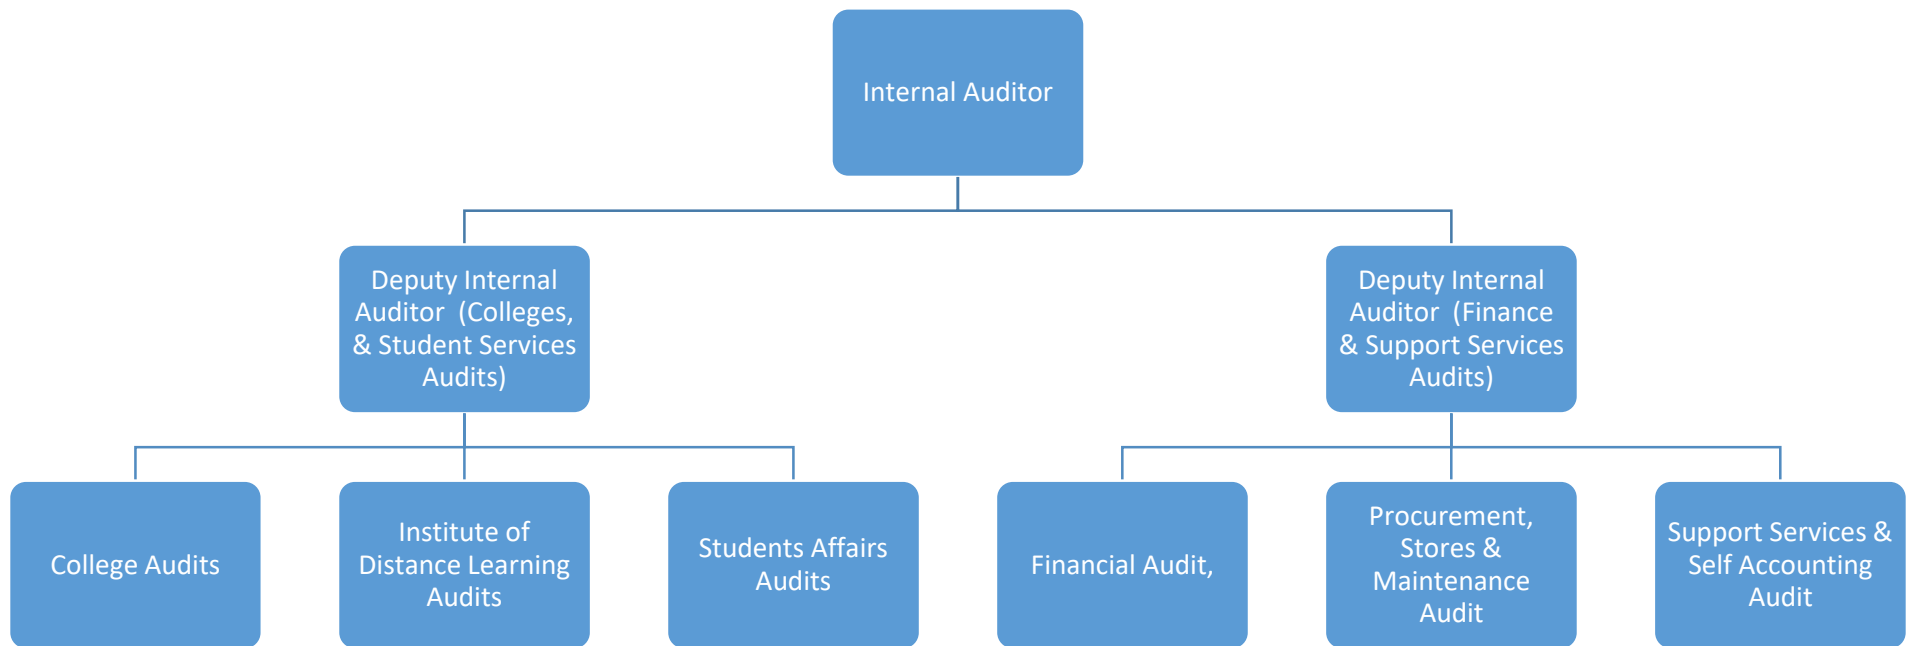 Internal Auditor
Deputy Internal
Auditor  (Colleges,
& Student Services
Audits)
Deputy Internal
Auditor  (Finance
& Support Services
Audits)
College Audits
Institute of
Distance Learning
Audits
Students Affairs
Audits
Financial Audit,
Procurement,
Stores &
Maintenance
Audit
Support Services &
Self Accounting
Audit